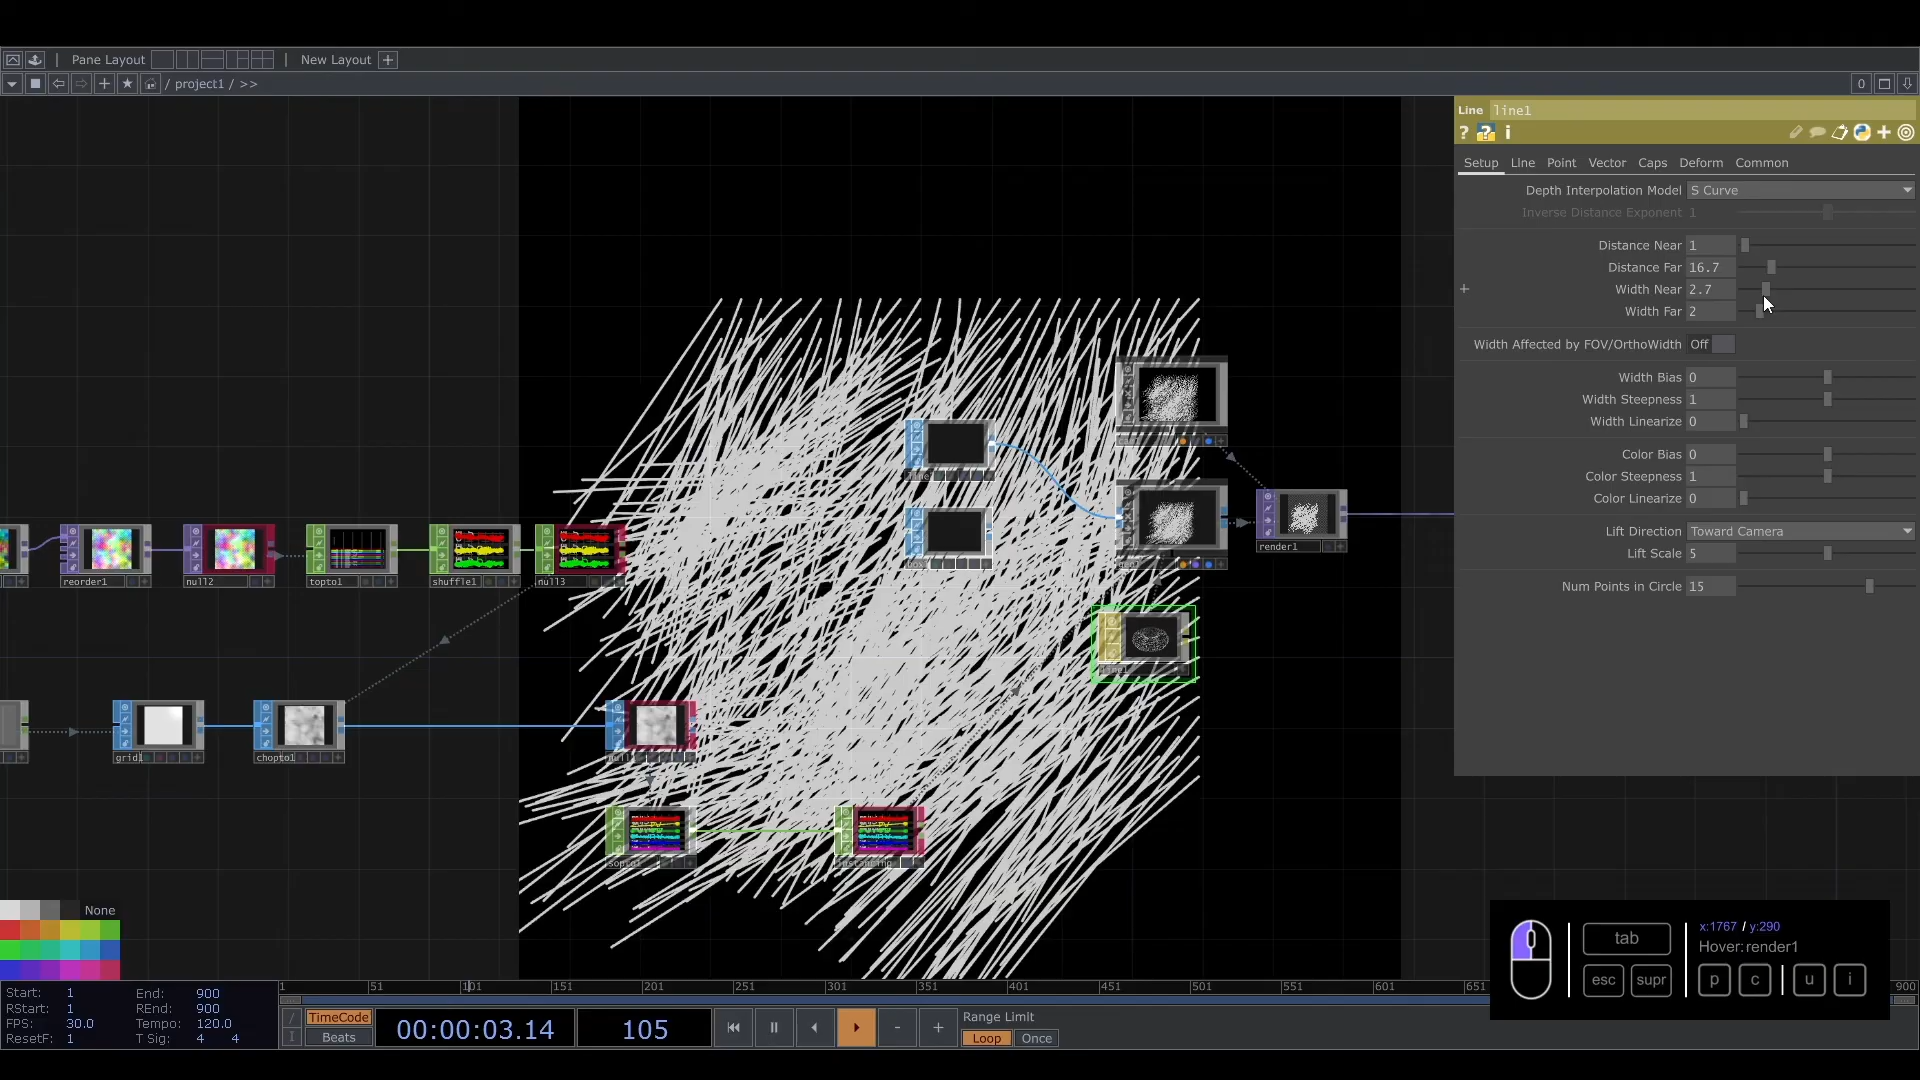 Pane Layout
New Layout
/ project1 / >>
0
Line line1
? ? i
Setup Line Point Vector Caps Deform Common
Depth Interpolation Model S Curve
Inverse Distance Exponent 1
Distance Near 1
Distance Far 16.7
Width Near 2.7
Width Far 2
Width Affected by FOV/OrthoWidth Off
Width Bias 0
Width Steepness 1
Width Linearize 0
Color Bias 0
Color Steepness 1
Color Linearize 0
Lift Direction Toward Camera
Lift Scale 5
Num Points in Circle 15
render1
reorder1
null2
topto1
shuffle1
null3
grid1
chopto1
None
tab
esc
supr
x:1767 / y:290
Hover:render1
p c u i
1 51 101 151 201 251 301 351 401 451 501 551 601 651 900
Start: 1 End: 900
RStart: 1 REnd: 900
FPS: 30.0 Tempo: 120.0
ResetF: 1 T Sig: 4 4
TimeCode
Beats
00:00:03.14
105
Range Limit
Loop
Once